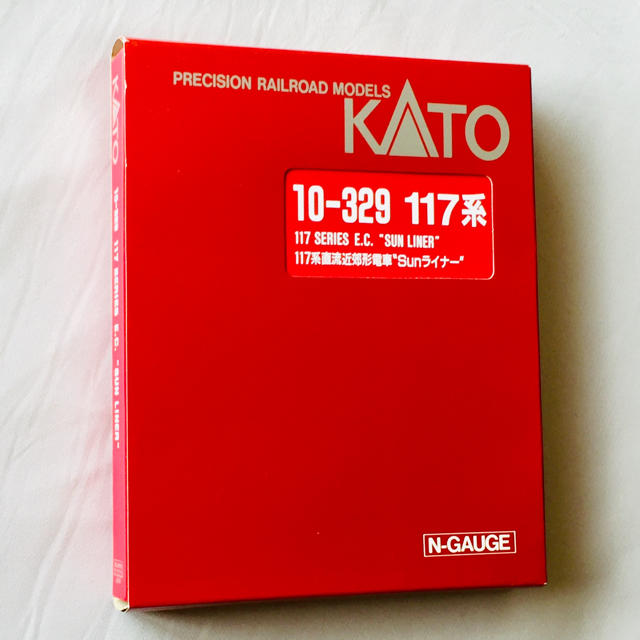 PRECISION RAILROAD MODELS
KATO
10-329 117系
117 SERIES E.C. "SUN LINER"
117系直流近郊形電車"Sunライナー"
N-GAUGE
KATO
10-329 117 SERIES E.C. "SUN LINER"